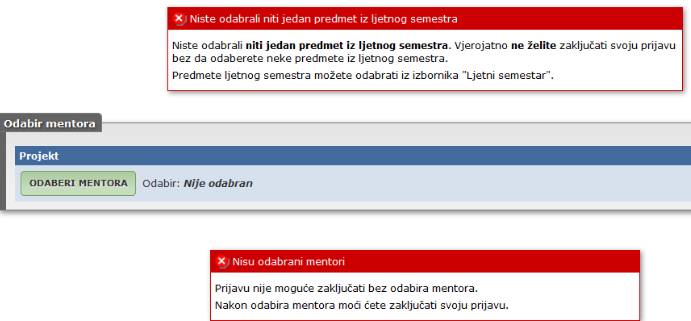 Niste odabrali niti jedan predmet iz ljetnog semestra
Niste odabrali niti jedan predmet iz ljetnog semestra. Vjerojatno ne želite zaključati svoju prijavu
bez da odaberete neke predmete iz ljetnog semestra.
Predmete ljetnog semestra možete odabrati iz izbornika "Ljetni semestar".
Odabir mentora
Projekt
ODABERI MENTORA Odabir: Nije odabran
Nisu odabrani mentori
Prijavu nije moguće zaključati bez odabira mentora.
Nakon odabira mentora moći ćete zaključati svoju prijavu.